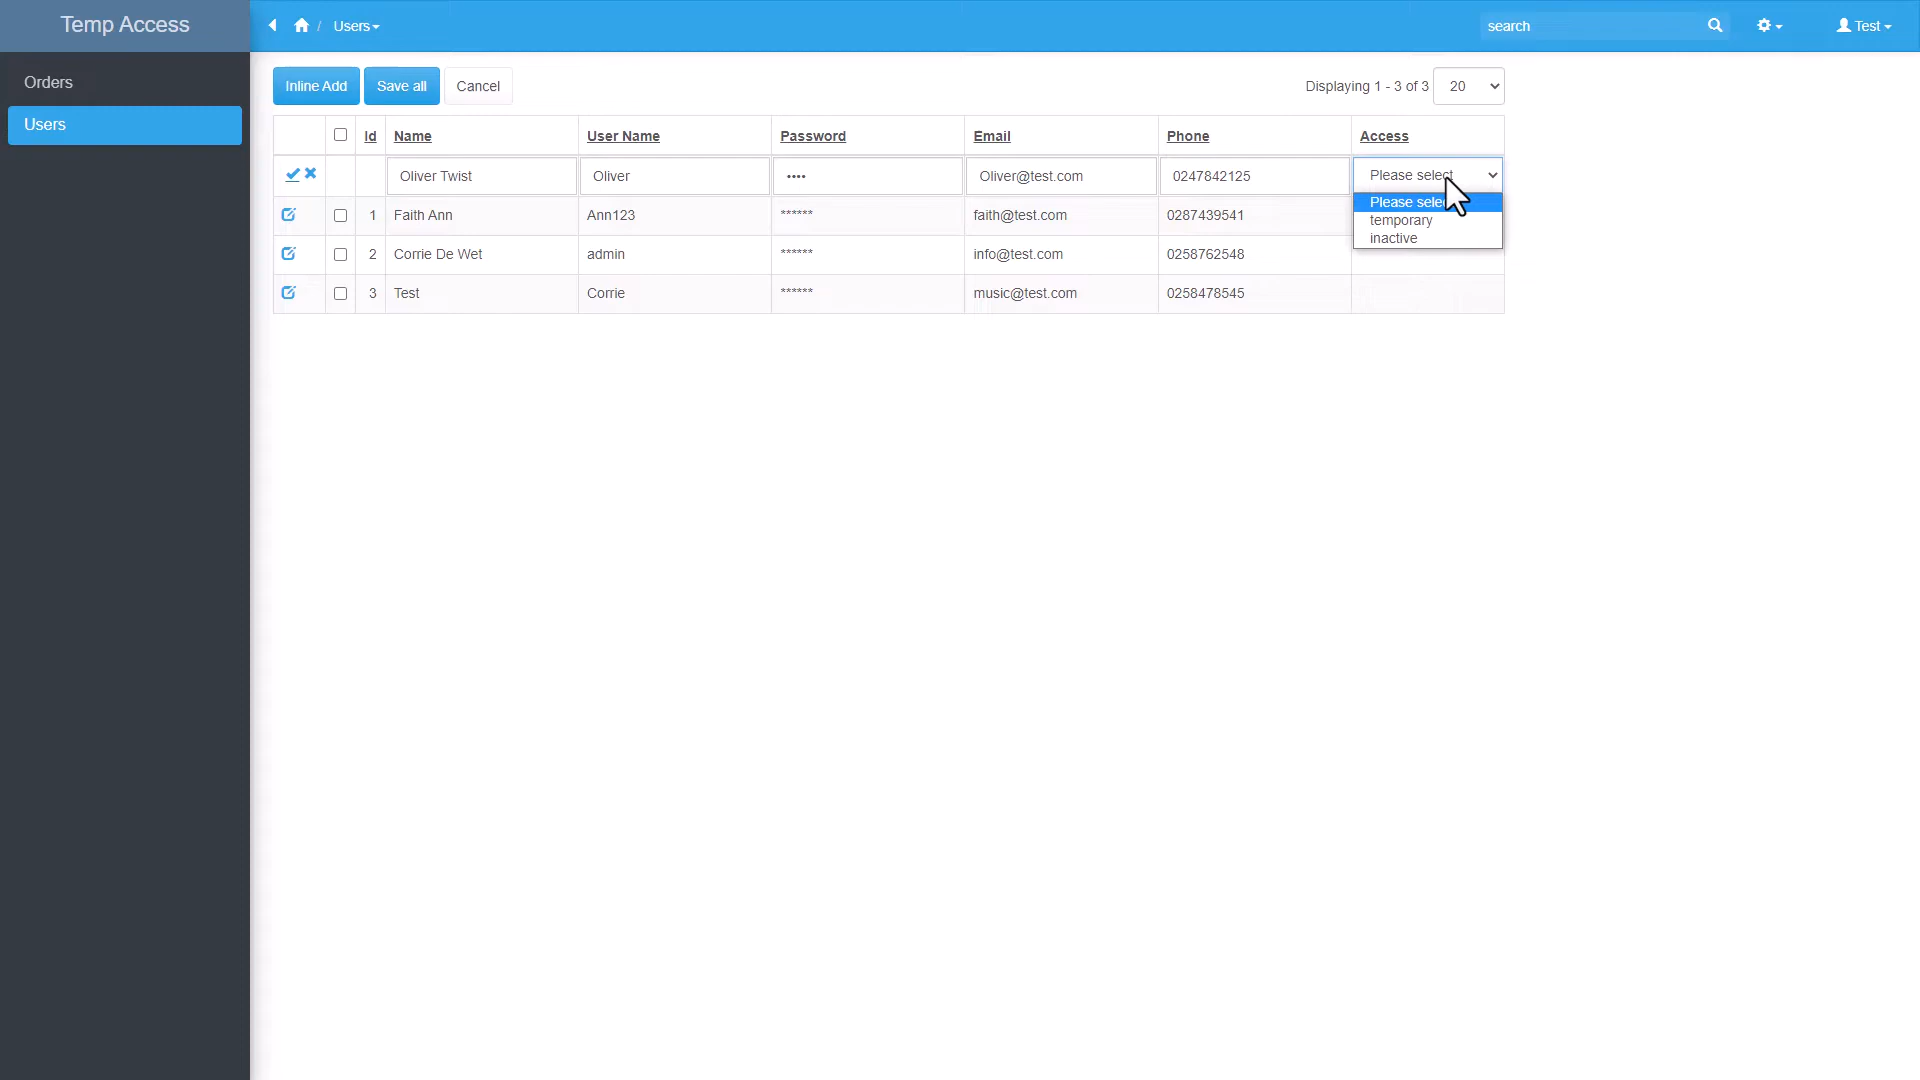 Temp Access
/ Users
search
Test
Orders
Users
Inline Add Save all Cancel
Displaying 1 - 3 of 3 20
Id Name User Name Password Email Phone Access
Oliver Twist Oliver •••• Oliver@test.com 0247842125 Please select
1 Faith Ann Ann123 ****** faith@test.com 0287439541
2 Corrie De Wet admin ****** info@test.com 0258762548
3 Test Corrie ****** music@test.com 0258478545
Please selec
temporary
inactive